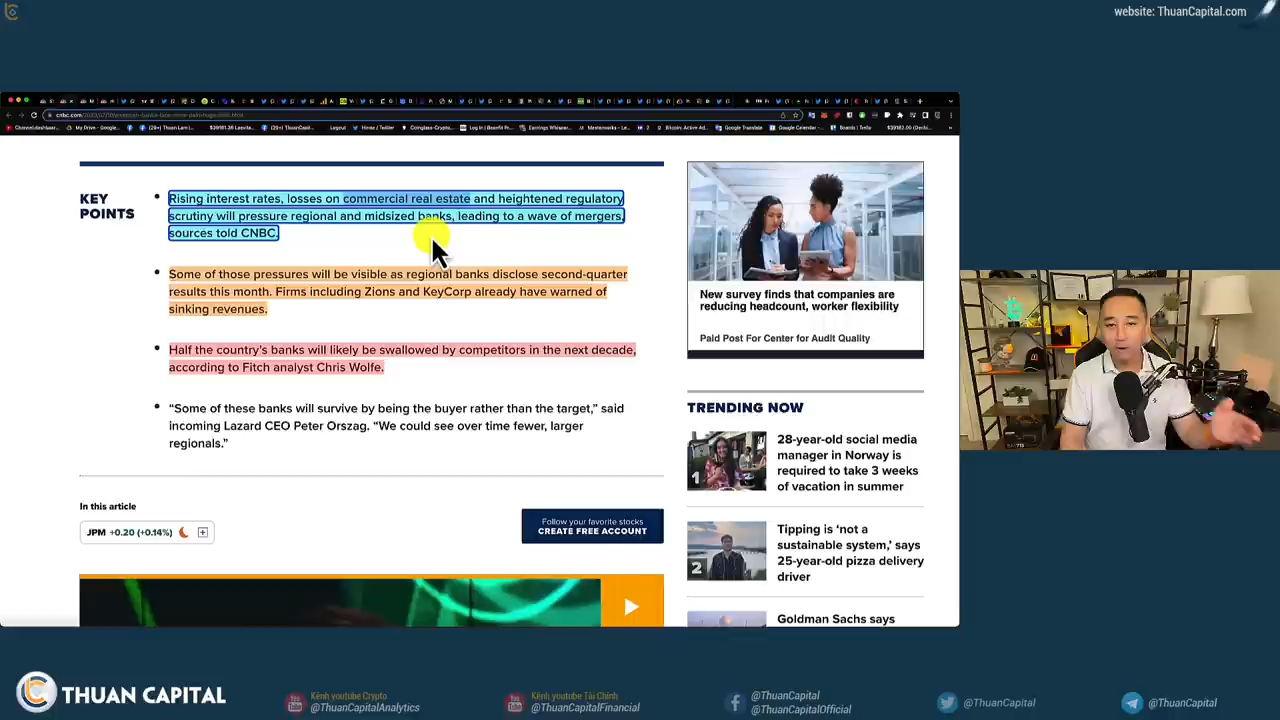 website: ThuanCapital.com
KEY
POINTS
Rising interest rates, losses on commercial real estate and heightened regulatory
scrutiny will pressure regional and midsized banks, leading to a wave of mergers,
sources told CNBC.
Some of those pressures will be visible as regional banks disclose second-quarter
results this month. Firms including Zions and KeyCorp already have warned of
sinking revenues.
Half the country's banks will likely be swallowed by competitors in the next decade,
according to Fitch analyst Chris Wolfe.
“Some of these banks will survive by being the buyer rather than the target,” said
incoming Lazard CEO Peter Orszag. “We could see over time fewer, larger
regionals.”
In this article
JPM +0.20 (+0.14%)
Follow your favorite stocks
CREATE FREE ACCOUNT
New survey finds that companies are
reducing headcount, worker flexibility
Paid Post For Center for Audit Quality
TRENDING NOW
1
28-year-old social media
manager in Norway is
required to take 3 weeks
of vacation in summer
2
Tipping is ‘not a
sustainable system,’ says
25-year-old pizza delivery
driver
Goldman Sachs says
THUAN CAPITAL
Kênh youtube Crypto
@ThuanCapitalAnalytics
Kênh youtube Tài Chính
@ThuanCapitalFinancial
@ThuanCapital
@ThuanCapitalOfficial
@ThuanCapital
@ThuanCapital